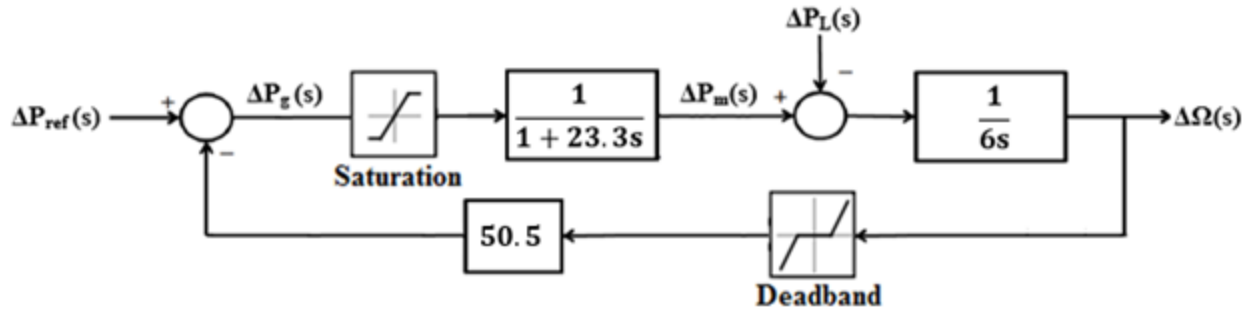 ΔP_L(s)
ΔP_ref(s)
+
ΔP_g(s)
1
1 + 23.3s
ΔP_m(s)
+
−
1
6s
ΔΩ(s)
−
Saturation
50.5
Deadband